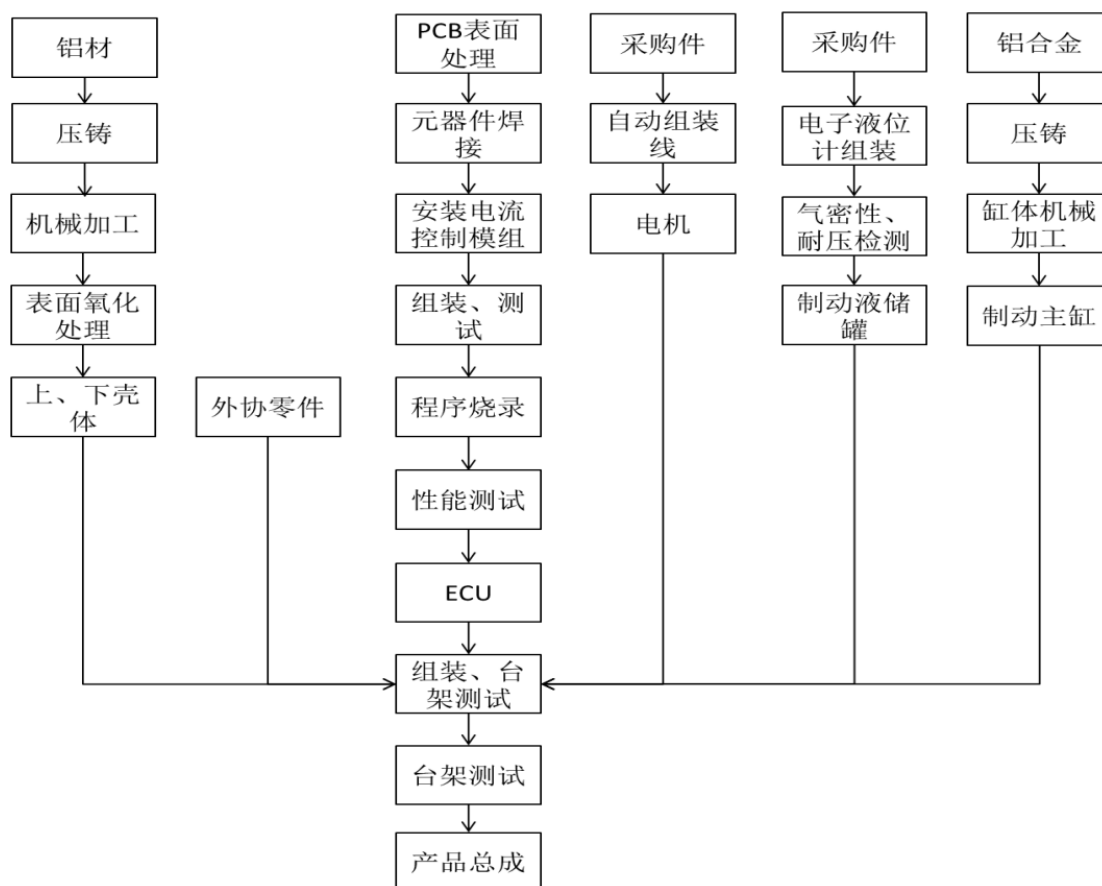 铝材
压铸
机械加工
表面氧化
处理
上、下壳
体
外协零件
PCB表面
处理
元器件焊
接
安装电流
控制模组
组装、测
试
程序烧录
性能测试
ECU
组装、台
架测试
台架测试
产品总成
采购件
自动组装
线
电机
采购件
电子液位
计组装
气密性、
耐压检测
制动液储
罐
铝合金
压铸
缸体机械
加工
制动主缸